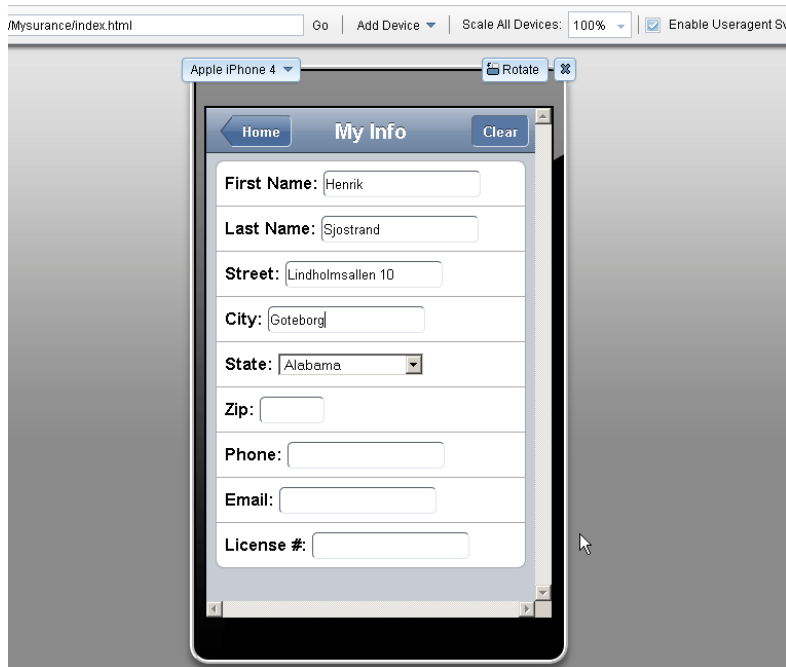 /Mysurance/index.html Go Add Device Scale All Devices: 100% Enable Useragent Sv
Apple iPhone 4 Rotate
Home My Info Clear
First Name: Henrik
Last Name: Sjostrand
Street: Lindholmsallen 10
City: Goteborg
State: Alabama
Zip:
Phone:
Email:
License #: